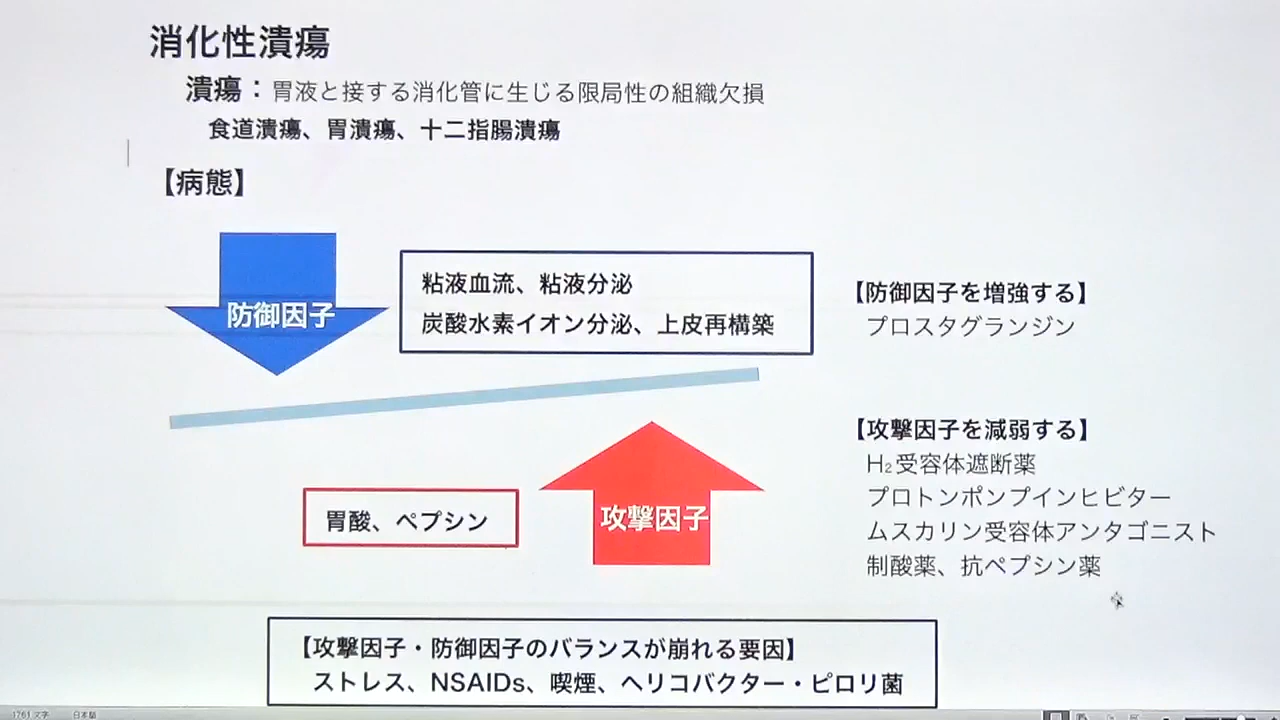 消化性潰瘍
潰瘍：胃液と接する消化管に生じる限局性の組織欠損
食道潰瘍、胃潰瘍、十二指腸潰瘍
【病態】
防御因子
粘液血流、粘液分泌
炭酸水素イオン分泌、上皮再構築
【防御因子を増強する】
プロスタグランジン
【攻撃因子を減弱する】
H₂受容体遮断薬
プロトンポンプインヒビター
ムスカリン受容体アンタゴニスト
制酸薬、抗ペプシン薬
胃酸、ペプシン
攻撃因子
【攻撃因子・防御因子のバランスが崩れる要因】
ストレス、NSAIDs、喫煙、ヘリコバクター・ピロリ菌
1761 文字
日本語